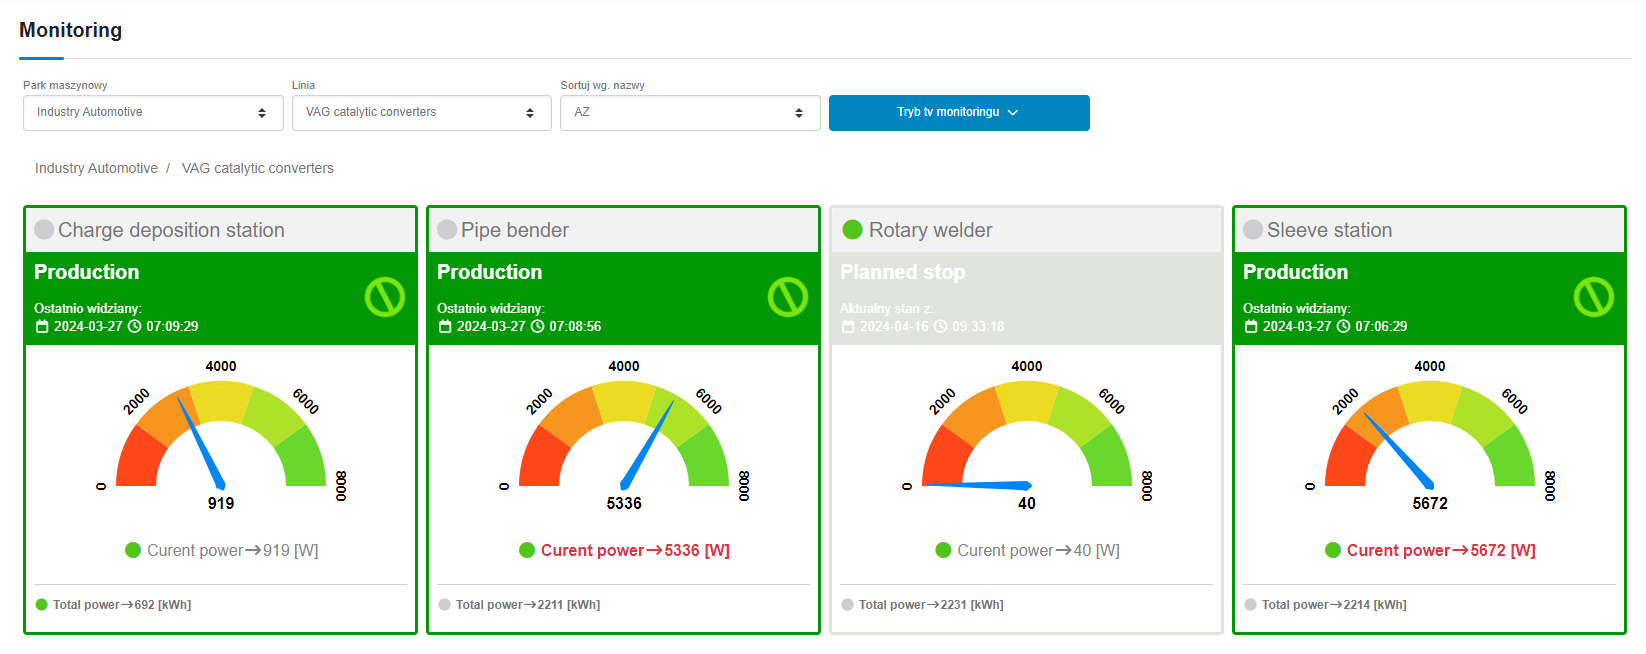 Monitoring
Park maszynowy
Linia
Sortuj wg. nazwy
Industry Automotive
VAG catalytic converters
AZ
Tryb tv monitoringu
Industry Automotive / VAG catalytic converters
Charge deposition station
Production
Ostatnio widziany:
2024-03-27 07:09:29
0
2000
4000
6000
8000
919
Curent power→919 [W]
Total power→692 [kWh]
Pipe bender
Production
Ostatnio widziany:
2024-03-27 07:08:56
0
2000
4000
6000
8000
5336
Curent power→5336 [W]
Total power→2211 [kWh]
Rotary welder
Planned stop
Aktualny stan z:
2024-04-16 09:33:18
0
2000
4000
6000
8000
40
Curent power→40 [W]
Total power→2231 [kWh]
Sleeve station
Production
Ostatnio widziany:
2024-03-27 07:06:29
0
2000
4000
6000
8000
5672
Curent power→5672 [W]
Total power→2214 [kWh]